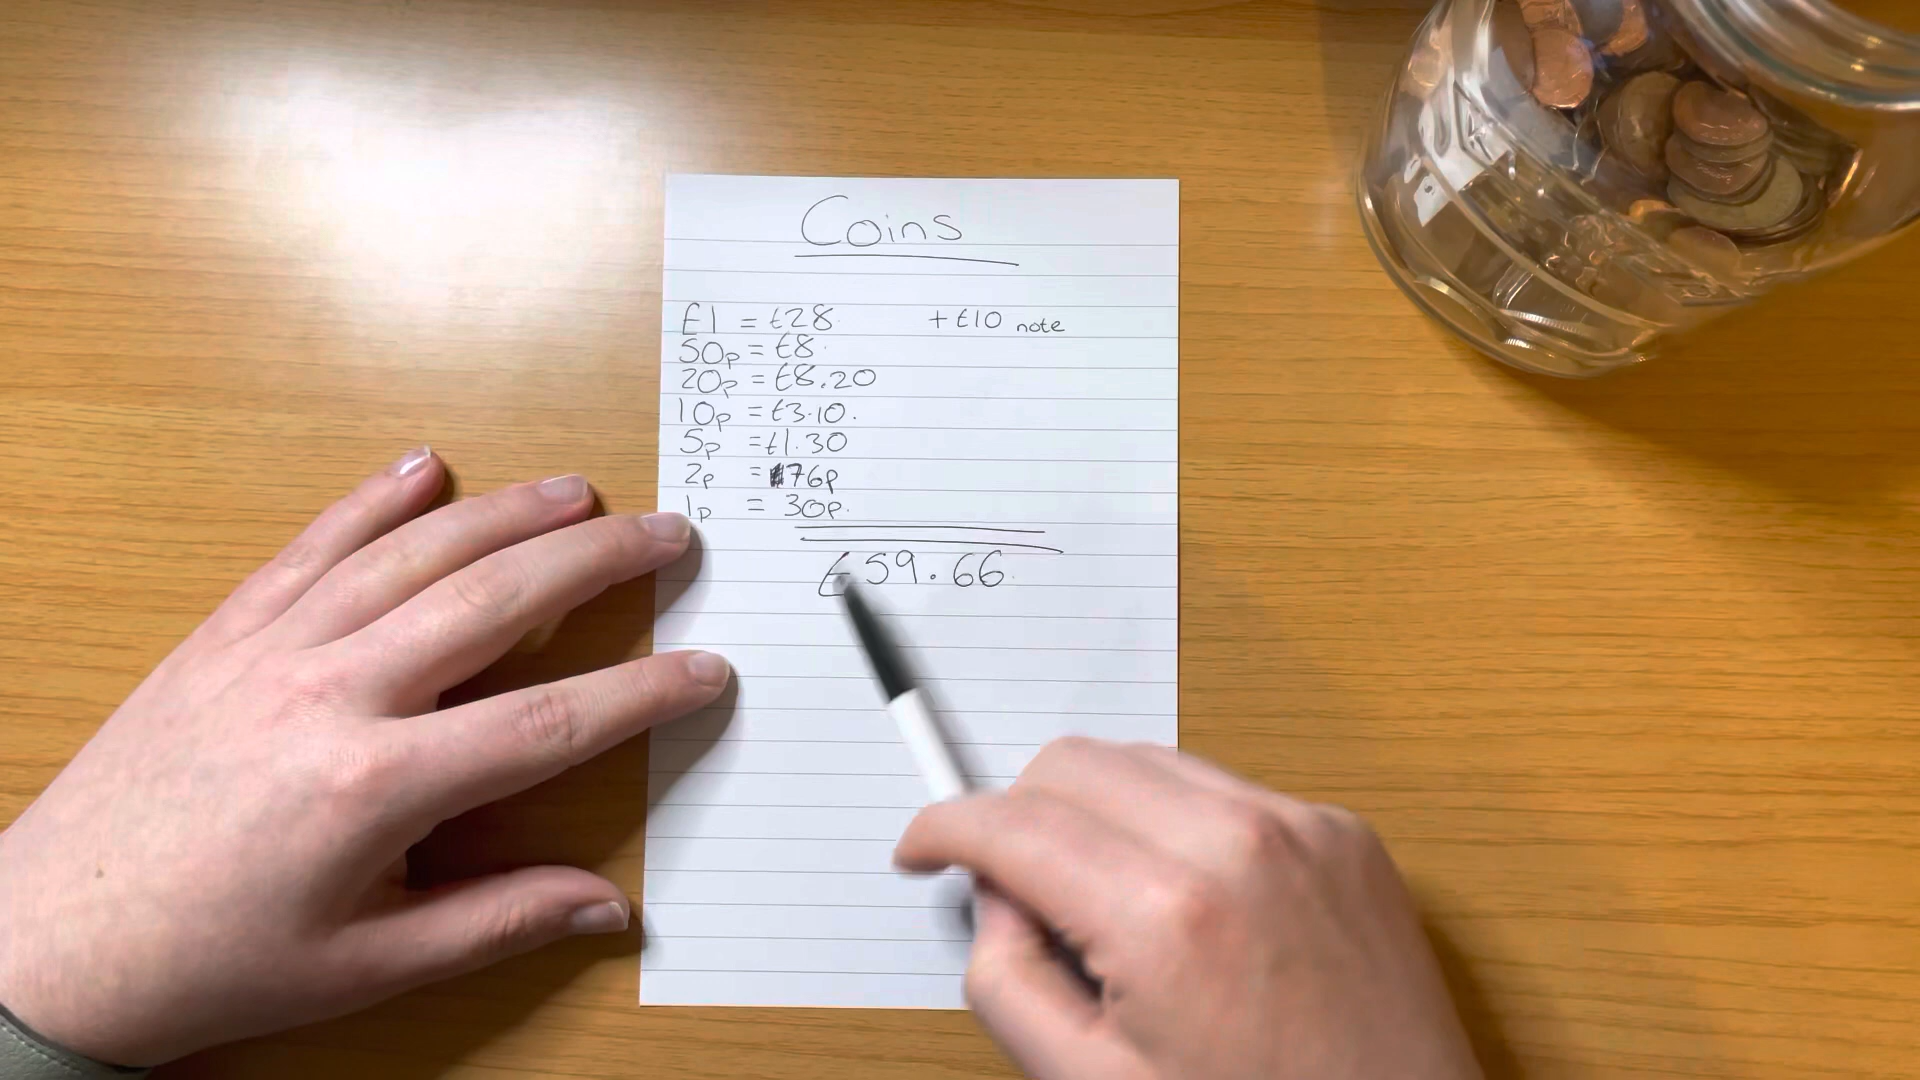 Coins
£1 = £28 + £10 note
50p = £8.
20p = £8.20
10p = £3.10.
5p = £1.30
2p = 76p
1p = 30p.
£59.66